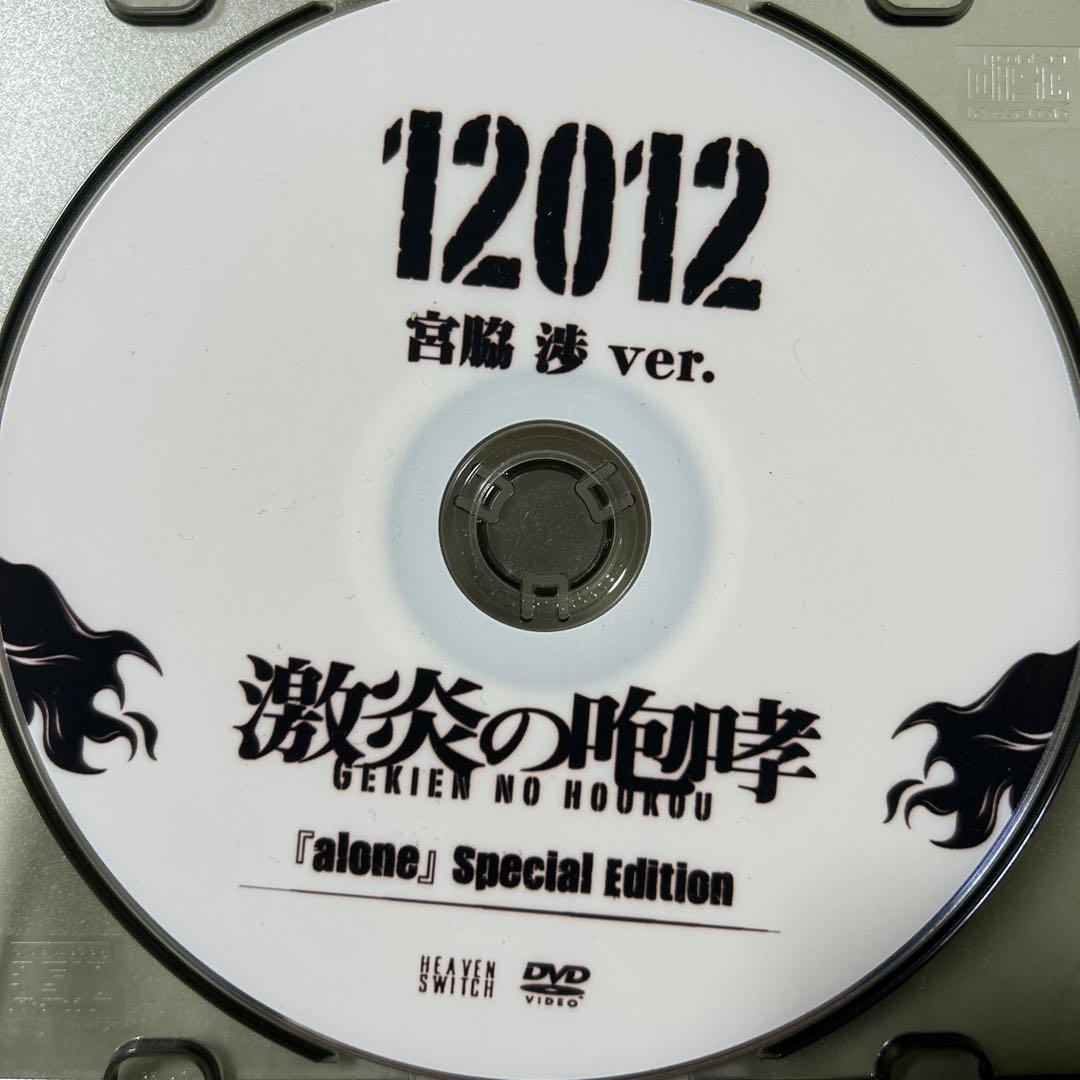 12012
宮脇 渉 ver.
激炎の咆哮
GEKIEN NO HOUKOU
『alone』 Special Edition
HEAVEN
SWITCH
DVD
VIDEO